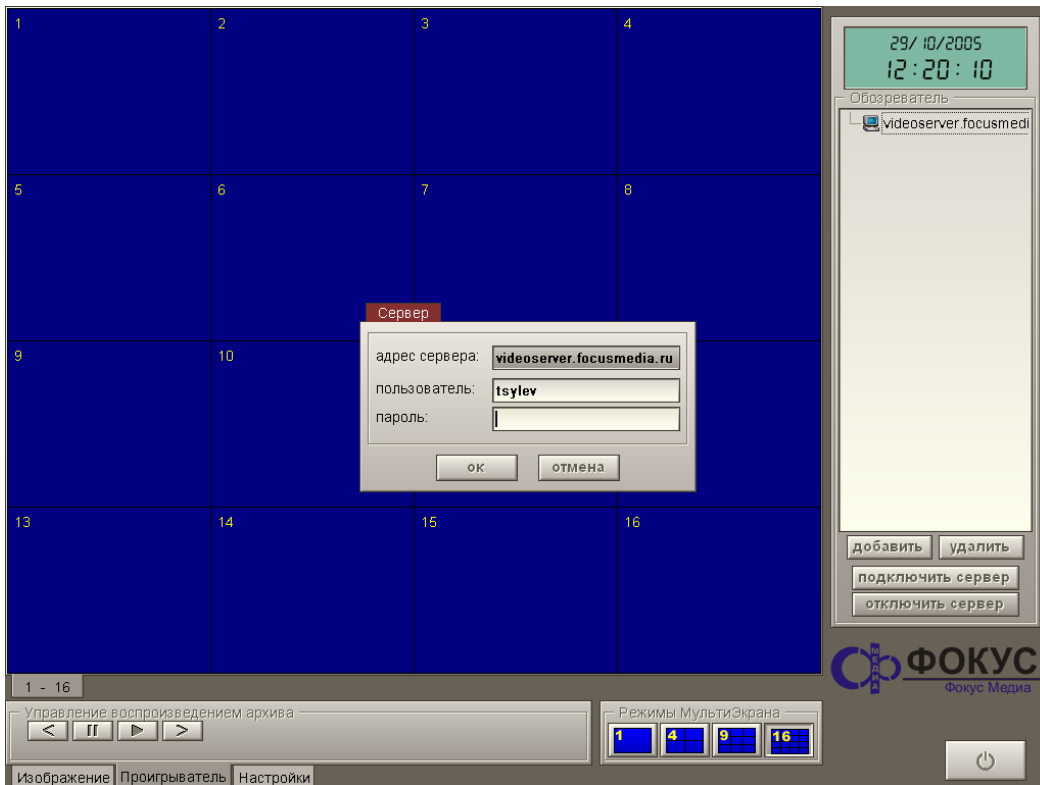 1
2
3
4
5
6
7
8
9
10
13
14
15
16
Сервер
адрес сервера: videoserver.focusmedia.ru
пользователь: tsylev
пароль:
ок отмена
29/10/2005
12:20:10
Обозреватель
videoserver.focusmedi
добавить удалить
подключить сервер
отключить сервер
МЕДИА
ФОКУС
Фокус Медиа
1 - 16
Управление воспроизведением архива
< II >
Режимы МультиЭкрана
1 4 9 16
Изображение Проигрыватель Настройки